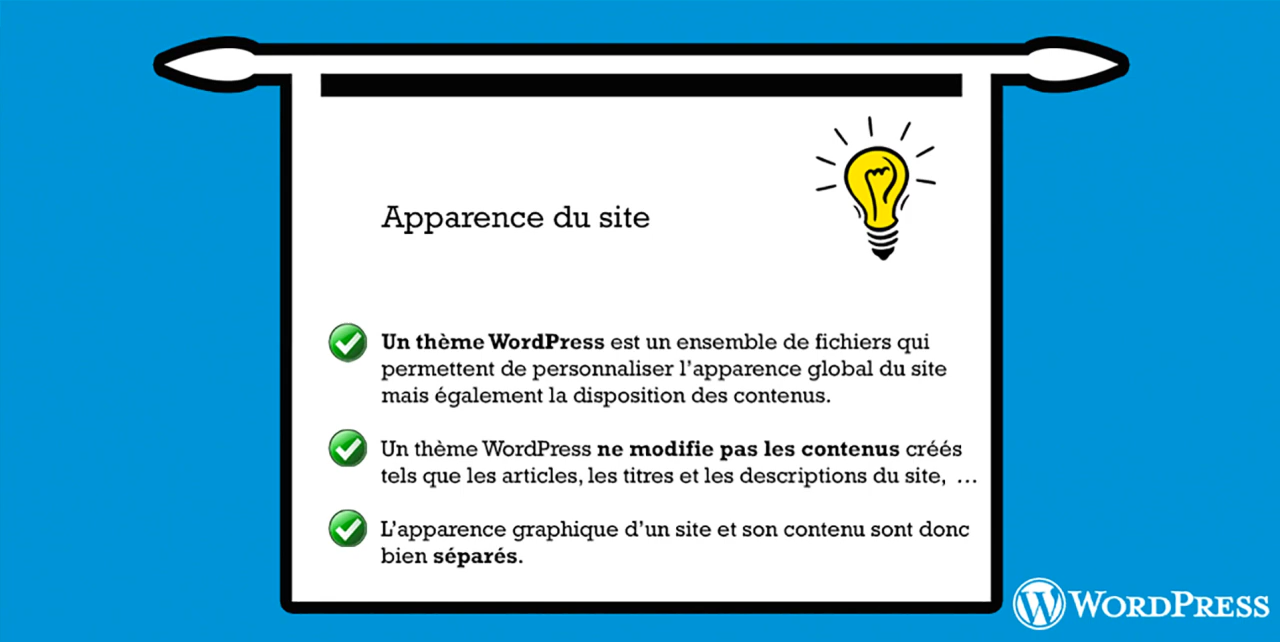 Apparence du site
Un thème WordPress est un ensemble de fichiers qui
permettent de personnaliser l'apparence global du site
mais également la disposition des contenus.
Un thème WordPress ne modifie pas les contenus créés
tels que les articles, les titres et les descriptions du site, ...
L'apparence graphique d'un site et son contenu sont donc
bien séparés.
WORDPRESS